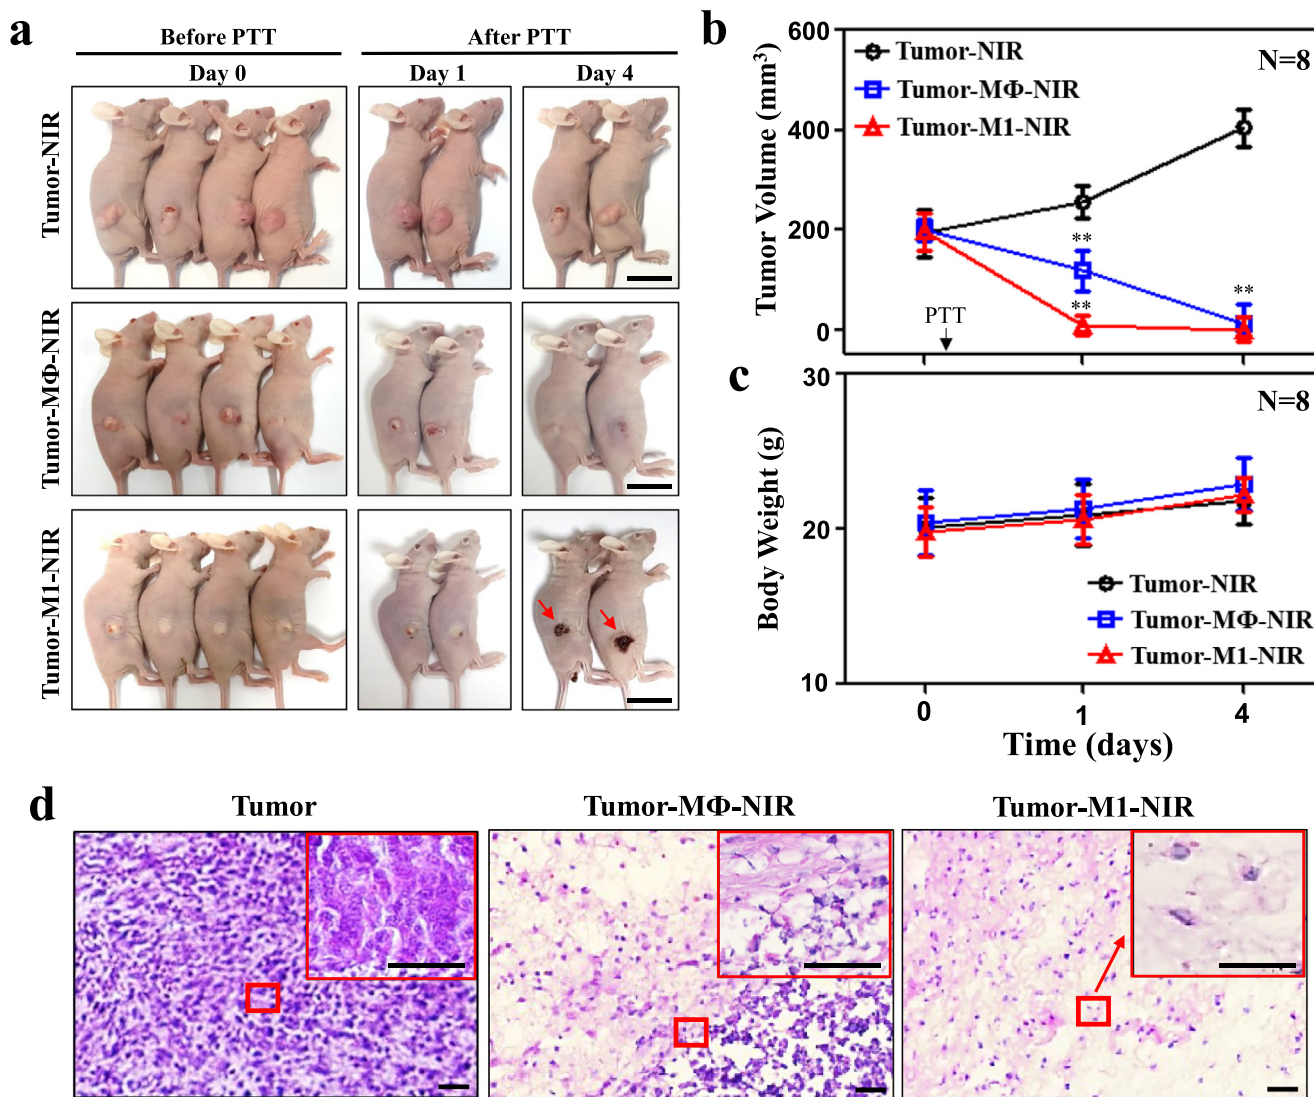 a
Before PTT
After PTT
Day 0
Day 1
Day 4
Tumor-NIR
Tumor-MΦ-NIR
Tumor-M1-NIR
b
Tumor Volume (mm³)
600
400
200
0
Tumor-NIR
Tumor-MΦ-NIR
Tumor-M1-NIR
N=8
**
**
**
PTT
c
Body Weight (g)
30
20
10
N=8
Tumor-NIR
Tumor-MΦ-NIR
Tumor-M1-NIR
0
1
4
Time (days)
d
Tumor
Tumor-MΦ-NIR
Tumor-M1-NIR